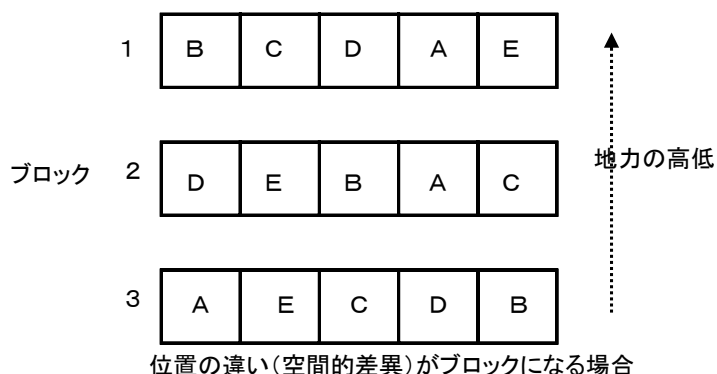 1 B C D A E
地力の高低
ブロック 2 D E B A C
3 A E C D B
位置の違い(空間的差異)がブロックになる場合